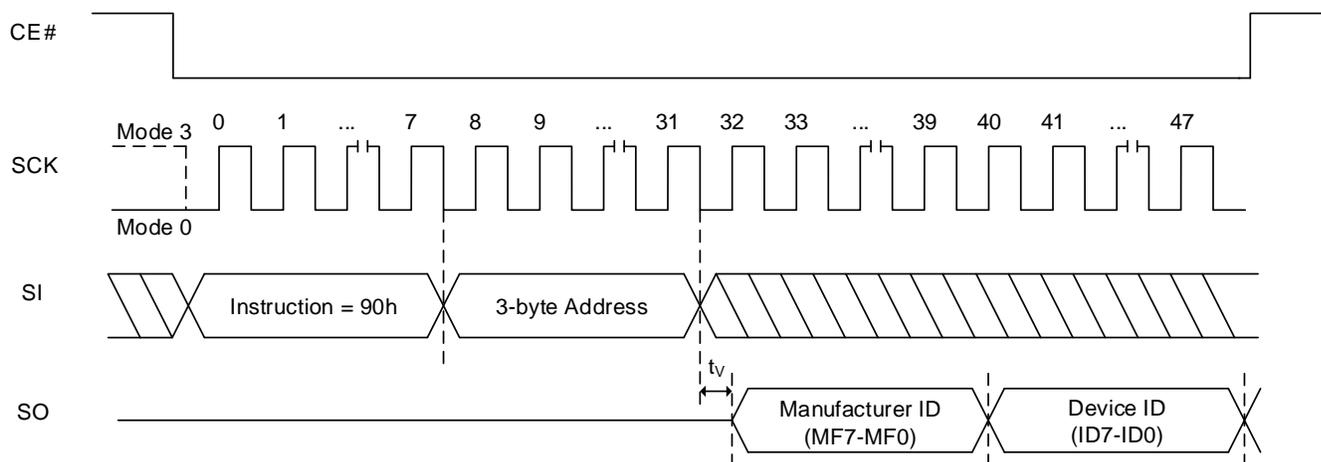 CE#
Mode 3
0 1 ... 7 8 9 ... 31 32 33 ... 39 40 41 ... 47
SCK
Mode 0
SI
Instruction = 90h
3-byte Address
tV
SO
Manufacturer ID
(MF7-MF0)
Device ID
(ID7-ID0)